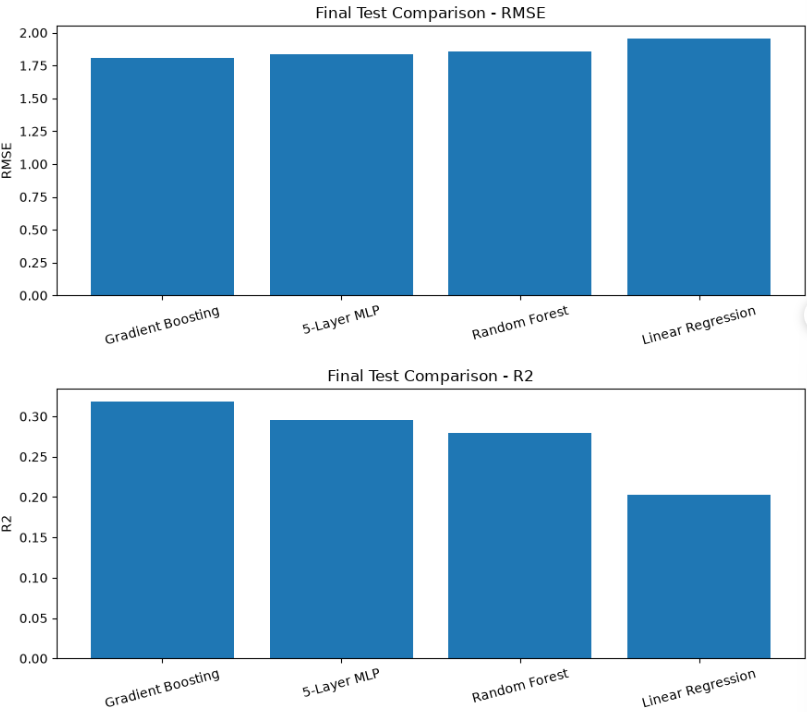 Final Test Comparison - RMSE
2.00
1.75
1.50
1.25
1.00
0.75
0.50
0.25
0.00
RMSE
Gradient Boosting
5-Layer MLP
Random Forest
Linear Regression
Final Test Comparison - R2
0.30
0.25
0.20
0.15
0.10
0.05
0.00
R2
Gradient Boosting
5-Layer MLP
Random Forest
Linear Regression